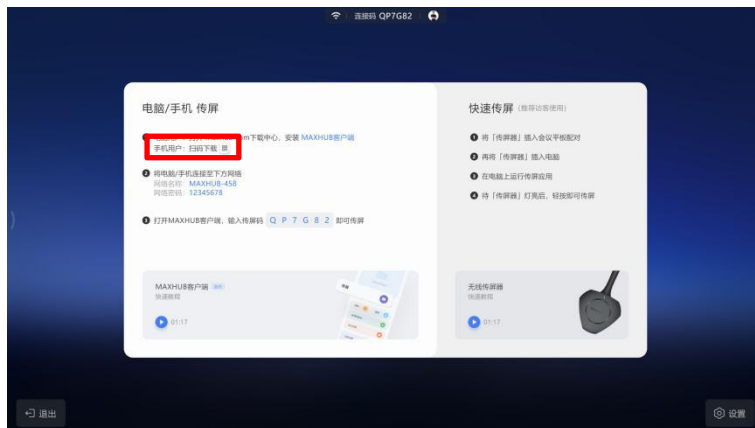 连接码 QP7G82
电脑/手机 传屏
om下载中心，安装 MAXHUB客户端
手机用户：扫码下载
2 将电脑/手机连接至下方网络
网络名称： MAXHUB-458
网络密码： 12345678
3 打开MAXHUB客户端，输入传屏码 Q P 7 G 8 2 即可传屏
MAXHUB客户端
快速教程
01:17
快速传屏 (推荐访客使用)
1 将「传屏器」插入会议平板配对
2 再将「传屏器」插入电脑
3 在电脑上运行传屏应用
4 待「传屏器」灯亮后，轻按即可传屏
无线传屏器
快速教程
01:17
退出
设置